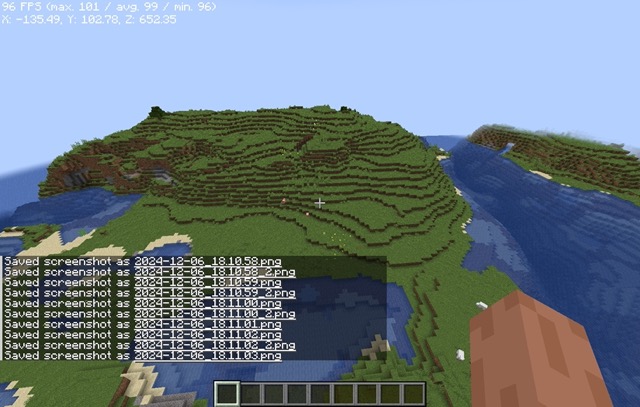 96 FPS (max. 101 / avg. 99 / min. 96)
X: -135.49, Y: 102.78, Z: 652.35
Saved screenshot as 2024-12-06_18.10.58.png
Saved screenshot as 2024-12-06_18.10.58_2.png
Saved screenshot as 2024-12-06_18.10.59.png
Saved screenshot as 2024-12-06_18.10.59_2.png
Saved screenshot as 2024-12-06_18.11.00.png
Saved screenshot as 2024-12-06_18.11.00_2.png
Saved screenshot as 2024-12-06_18.11.01.png
Saved screenshot as 2024-12-06_18.11.02.png
Saved screenshot as 2024-12-06_18.11.02_2.png
Saved screenshot as 2024-12-06_18.11.03.png